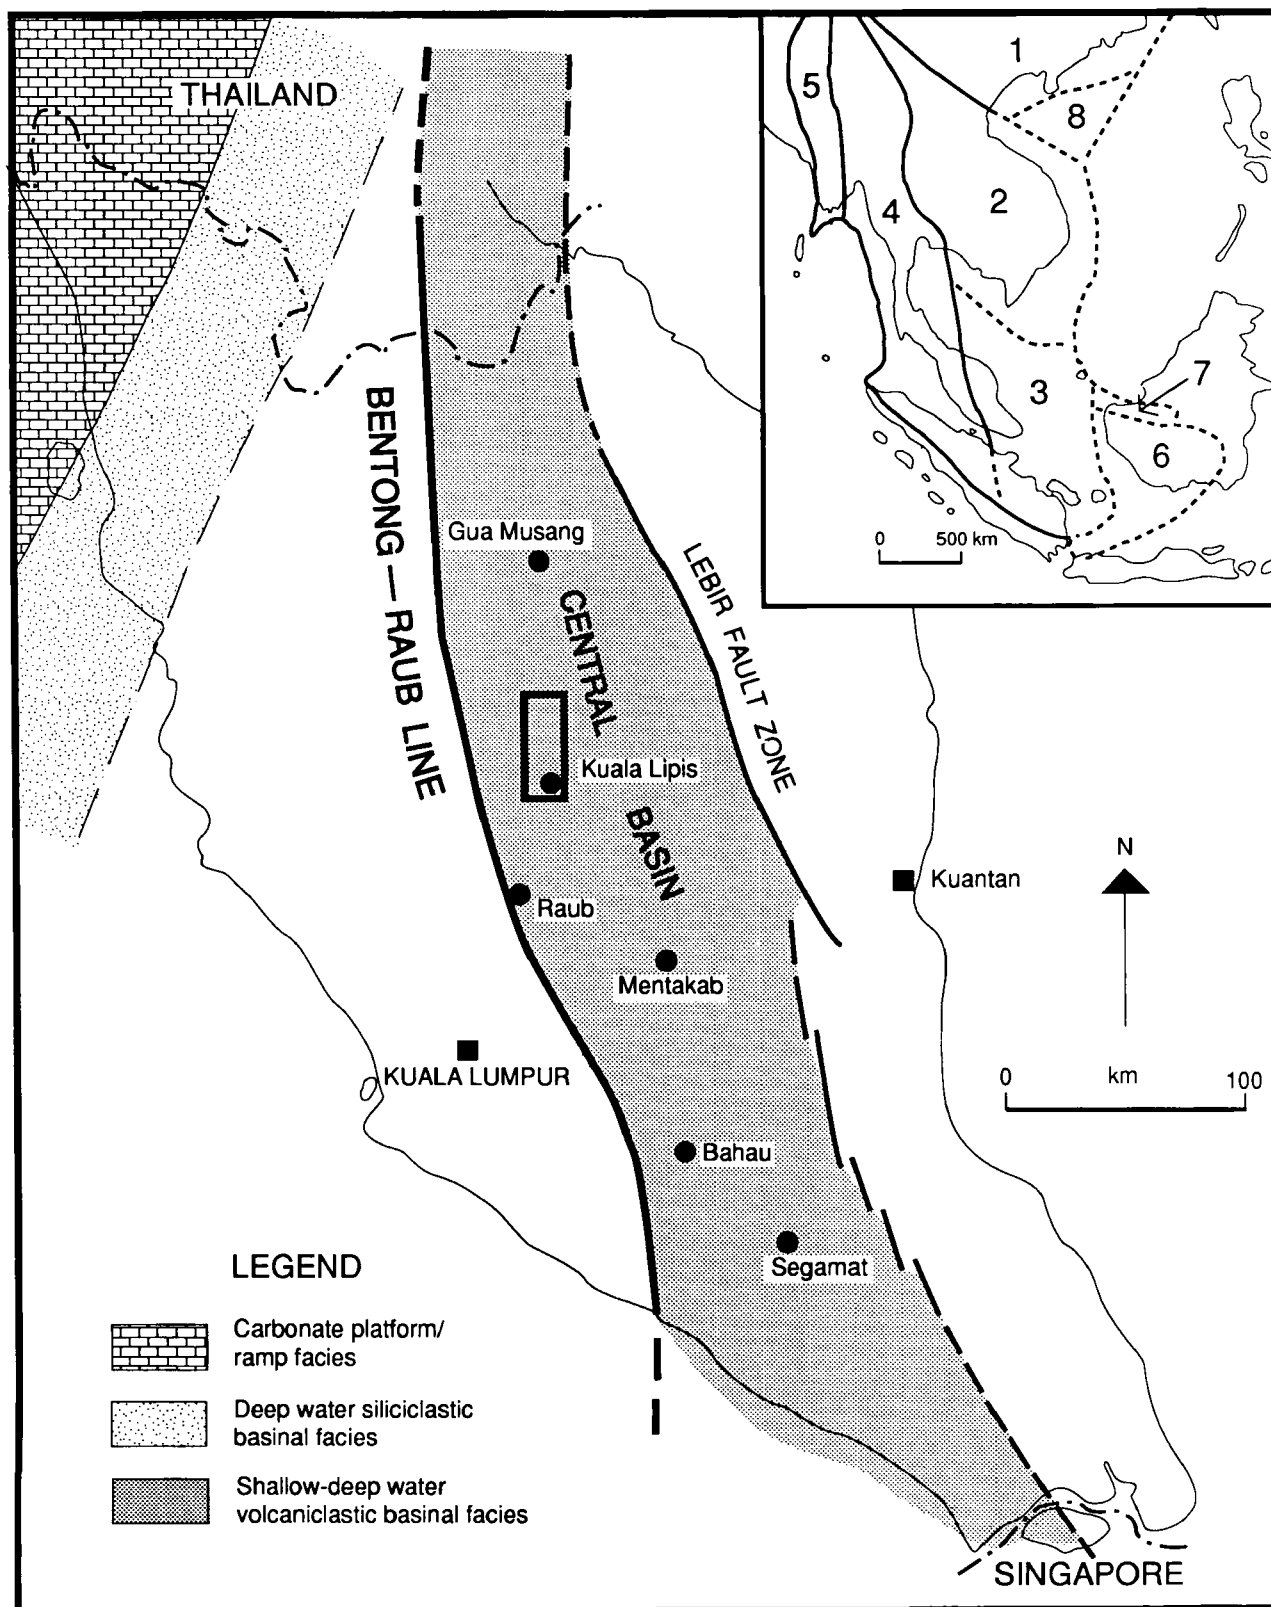 THAILAND
1
5
8
2
4
3
7
6
0 500 km
BENTONG—RAUB LINE
Gua Musang
CENTRAL
BASIN
LEBIR FAULT ZONE
Kuala Lipis
Raub
Mentakab
Kuantan
N
KUALA LUMPUR
0 km 100
Bahau
Segamat
LEGEND
Carbonate platform/
ramp facies
Deep water siliciclastic
basinal facies
Shallow-deep water
volcaniclastic basinal facies
SINGAPORE